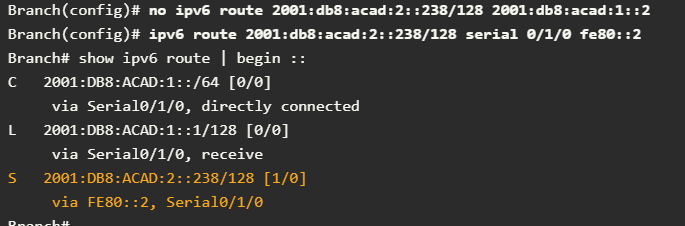 Branch(config)# no ipv6 route 2001:db8:acad:2::238/128 2001:db8:acad:1::2
Branch(config)# ipv6 route 2001:db8:acad:2::238/128 serial 0/1/0 fe80::2
Branch# show ipv6 route | begin ::
C   2001:DB8:ACAD:1::/64 [0/0]
     via Serial0/1/0, directly connected
L   2001:DB8:ACAD:1::1/128 [0/0]
     via Serial0/1/0, receive
S   2001:DB8:ACAD:2::238/128 [1/0]
     via FE80::2, Serial0/1/0
Branch#